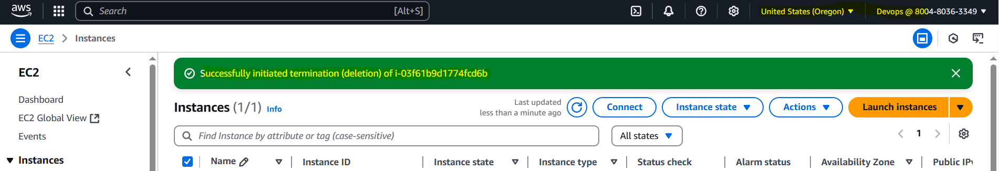 aws
Search [Alt+S]
United States (Oregon) Devops @ 8004-8036-3349
EC2 Instances
EC2
Successfully initiated termination (deletion) of i-03f61b9d1774fcd6b
Dashboard
EC2 Global View
Events
Instances
Instances (1/1) Info
Last updated
less than a minute ago
Connect
Instance state
Actions
Launch instances
Find Instance by attribute or tag (case-sensitive)
All states
1
Name Instance ID Instance state Instance type Status check Alarm status Availability Zone Public IPv